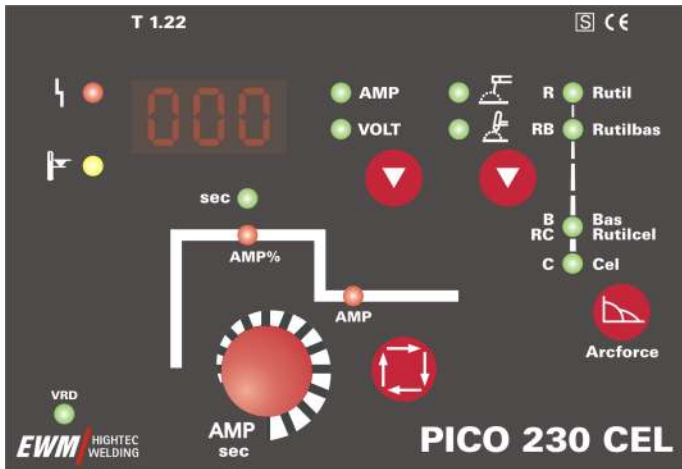 T 1.22
S CE
000
AMP
R Rutil
VOLT
RB Rutilbas
sec
B Bas
RC Rutilcel
AMP%
C Cel
AMP
Arcforce
VRD
AMP
sec
EWM HIGHTEC
WELDING
PICO 230 CEL